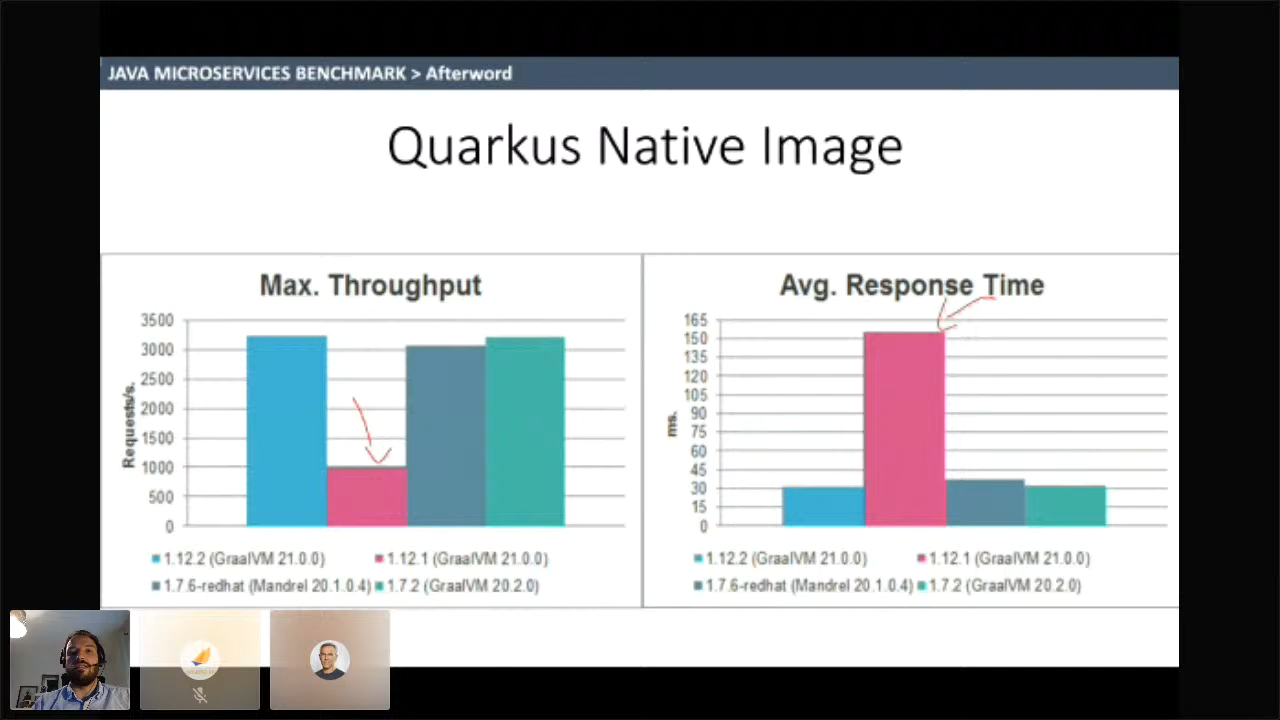 JAVA MICROSERVICES BENCHMARK > Afterword
Quarkus Native Image
Max. Throughput
3500
3000
2500
2000
1500
1000
500
0
Requests/s.
1.12.2 (GraalVM 21.0.0)
1.12.1 (GraalVM 21.0.0)
1.7.6-redhat (Mandrel 20.1.0.4)
1.7.2 (GraalVM 20.2.0)
Avg. Response Time
165
150
135
120
105
90
75
60
45
30
15
0
ms.
1.12.2 (GraalVM 21.0.0)
1.12.1 (GraalVM 21.0.0)
1.7.6-redhat (Mandrel 20.1.0.4)
1.7.2 (GraalVM 20.2.0)